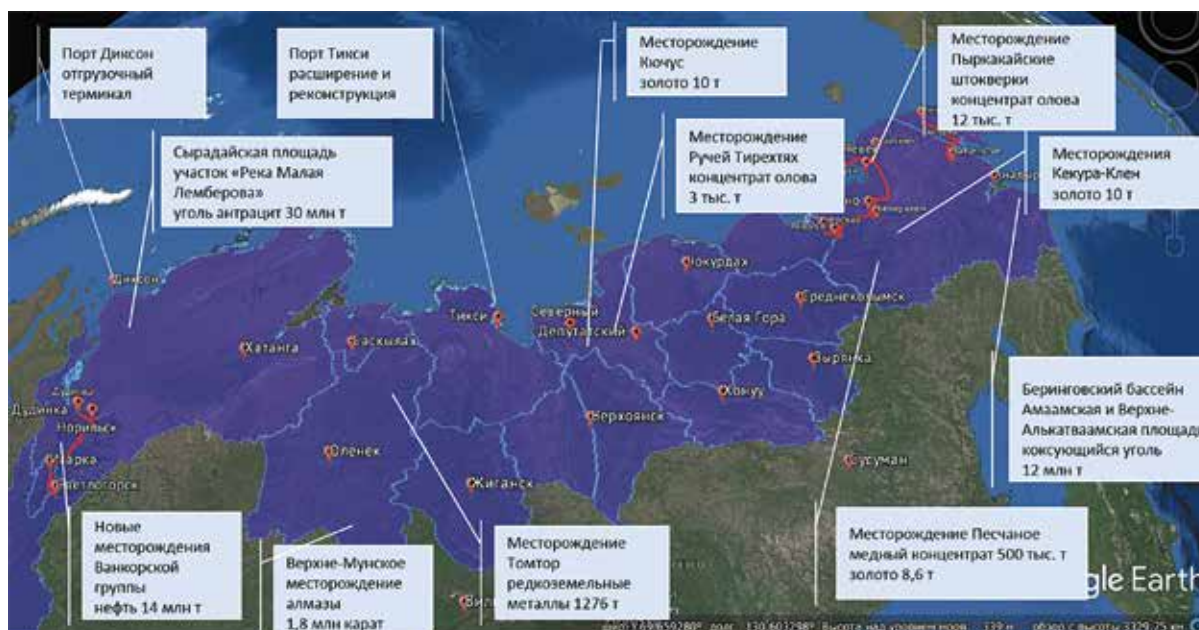 Порт Диксон
отгрузочный
терминал
Порт Тикси
расширение и
реконструкция
Месторождение
Кючус
золото 10 т
Месторождение
Пыркакайские
штокверки
концентрат олова
12 тыс. т
Сырадайская площадь
участок «Река Малая
Лемберова»
уголь антрацит 30 млн т
Месторождение
Ручей Тирехтях
концентрат олова
3 тыс. т
Месторождения
Кекура-Клен
золото 10 т
Диксон
Чокурдах
Тикси
Северный
Депутатский
Среднеколымск
Белая Гора
Хатанга
Саскылах
Зырянка
Хонуу
Дудинка
Норильск
Верхоянск
Оленек
Сусуман
Жиганск
Светлогорск
Беринговский бассейн
Амаамская и Верхне-
Алькатваамская площадь
коксующийся уголь
12 млн т
Новые
месторождения
Ванкорской
группы
нефть 14 млн т
Верхне-Мунское
месторождение
алмазы
1,8 млн карат
Месторождение
Томтор
редкоземельные
металлы 1276 т
Месторождение Песчаное
медный концентрат 500 тыс. т
золото 8,6 т
gle Earth